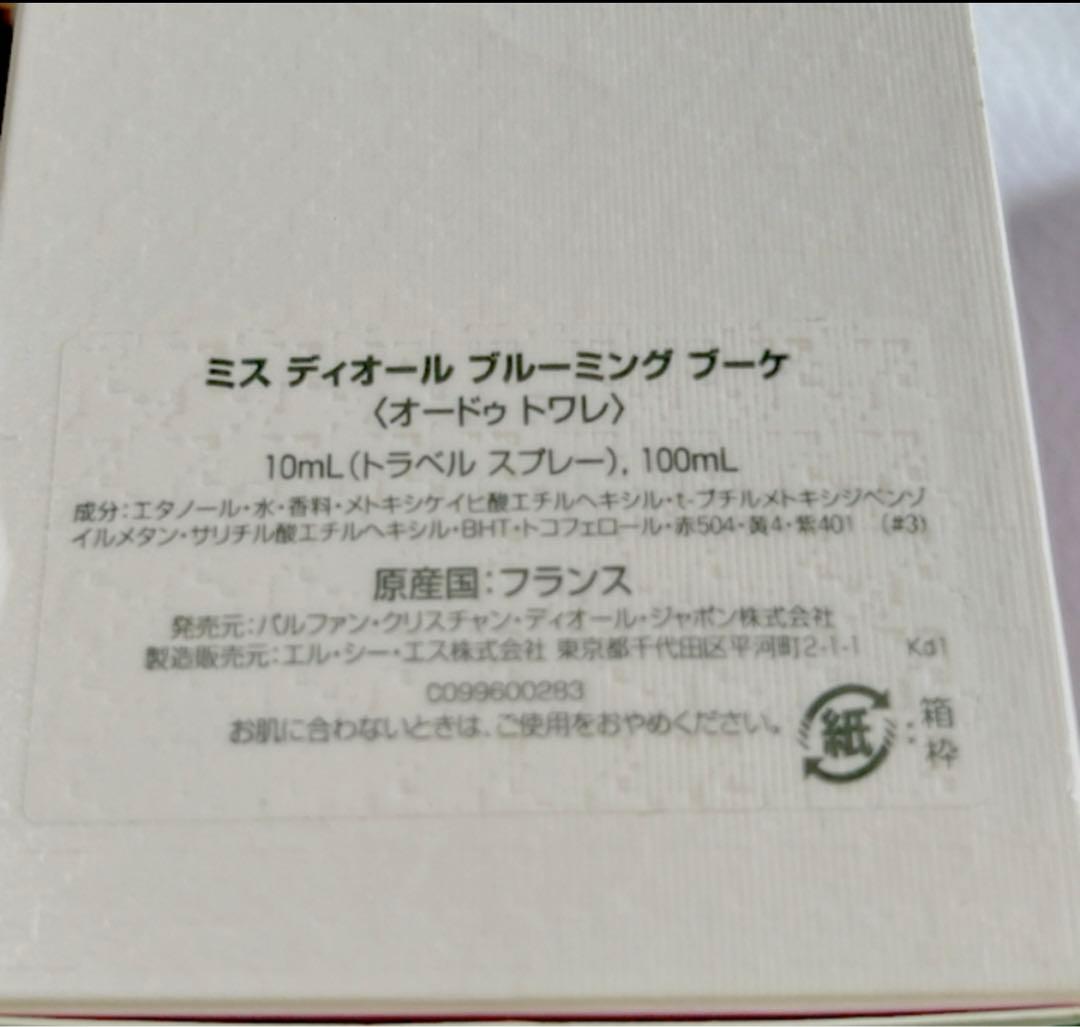 ミス ディオール ブルーミング ブーケ
〈オードゥ トワレ〉
10mL(トラベル スプレー), 100mL
成分:エタノール・水・香料・メトキシケイヒ酸エチルヘキシル・t-ブチルメトキシジベンゾ
イルメタン・サリチル酸エチルヘキシル・BHT・トコフェロール・赤504・黄4・紫401 (#3)
原産国:フランス
発売元:パルファン・クリスチャン・ディオール・ジャポン株式会社
製造販売元:エル・シー・エス株式会社 東京都千代田区平河町2-1-1 Kd1
C099600283
お肌に合わないときは、ご使用をおやめください。
紙 : 箱
枠